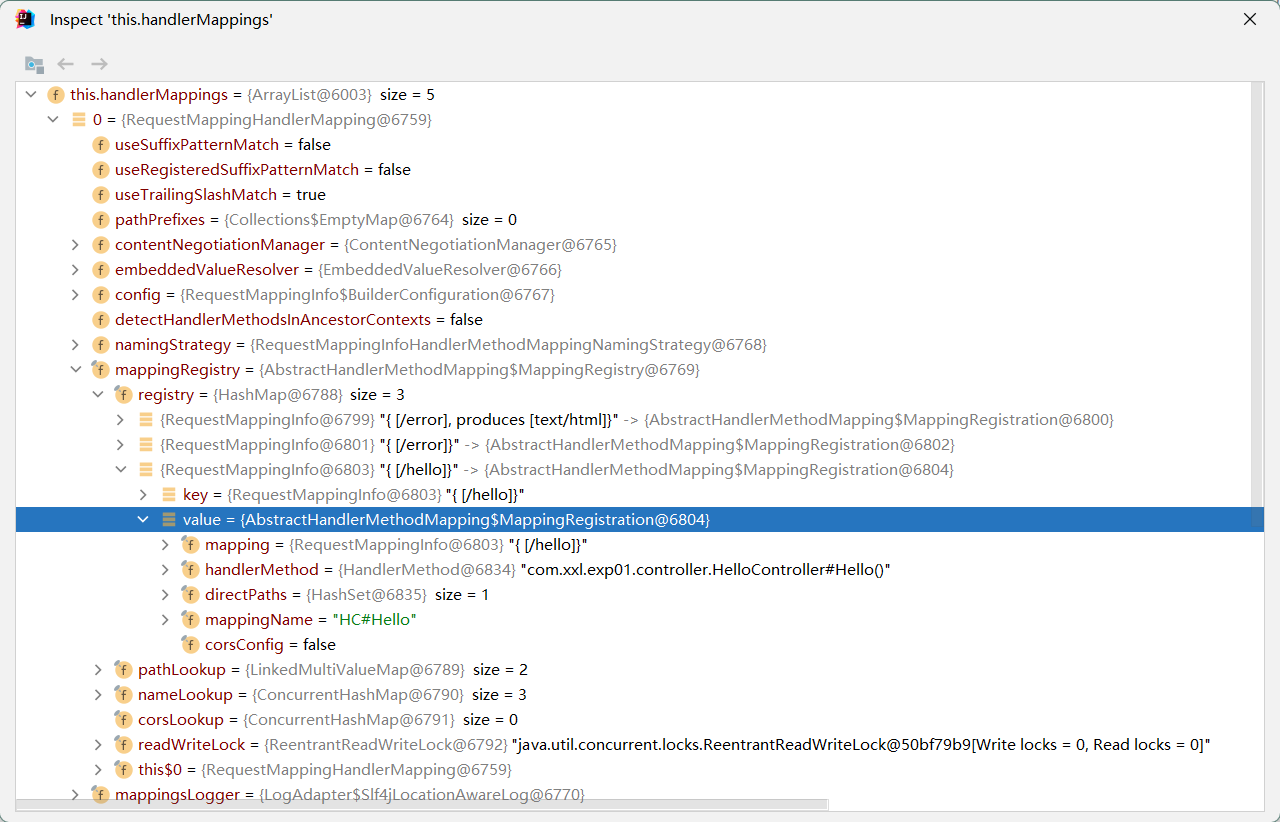 Inspect 'this.handlerMappings'
this.handlerMappings = {ArrayList@6003} size = 5
0 = {RequestMappingHandlerMapping@6759}
f useSuffixPatternMatch = false
f useRegisteredSuffixPatternMatch = false
f useTrailingSlashMatch = true
f pathPrefixes = {Collections$EmptyMap@6764} size = 0
f contentNegotiationManager = {ContentNegotiationManager@6765}
f embeddedValueResolver = {EmbeddedValueResolver@6766}
f config = {RequestMappingInfo$BuilderConfiguration@6767}
f detectHandlerMethodsInAncestorContexts = false
f namingStrategy = {RequestMappingInfoHandlerMethodMappingNamingStrategy@6768}
f mappingRegistry = {AbstractHandlerMethodMapping$MappingRegistry@6769}
f registry = {HashMap@6788} size = 3
{RequestMappingInfo@6799} "{ [/error], produces [text/html]}" -> {AbstractHandlerMethodMapping$MappingRegistration@6800}
{RequestMappingInfo@6801} "{ [/error]}" -> {AbstractHandlerMethodMapping$MappingRegistration@6802}
{RequestMappingInfo@6803} "{ [/hello]}" -> {AbstractHandlerMethodMapping$MappingRegistration@6804}
key = {RequestMappingInfo@6803} "{ [/hello]}"
value = {AbstractHandlerMethodMapping$MappingRegistration@6804}
f mapping = {RequestMappingInfo@6803} "{ [/hello]}"
f handlerMethod = {HandlerMethod@6834} "com.xxl.exp01.controller.HelloController#Hello()"
f directPaths = {HashSet@6835} size = 1
f mappingName = "HC#Hello"
f corsConfig = false
f pathLookup = {LinkedMultiValueMap@6789} size = 2
f nameLookup = {ConcurrentHashMap@6790} size = 3
f corsLookup = {ConcurrentHashMap@6791} size = 0
f readWriteLock = {ReentrantReadWriteLock@6792} "java.util.concurrent.locks.ReentrantReadWriteLock@50bf79b9[Write locks = 0, Read locks = 0]"
f this$0 = {RequestMappingHandlerMapping@6759}
f mappingsLogger = {LogAdapter$Slf4jLocationAwareLog@6770}